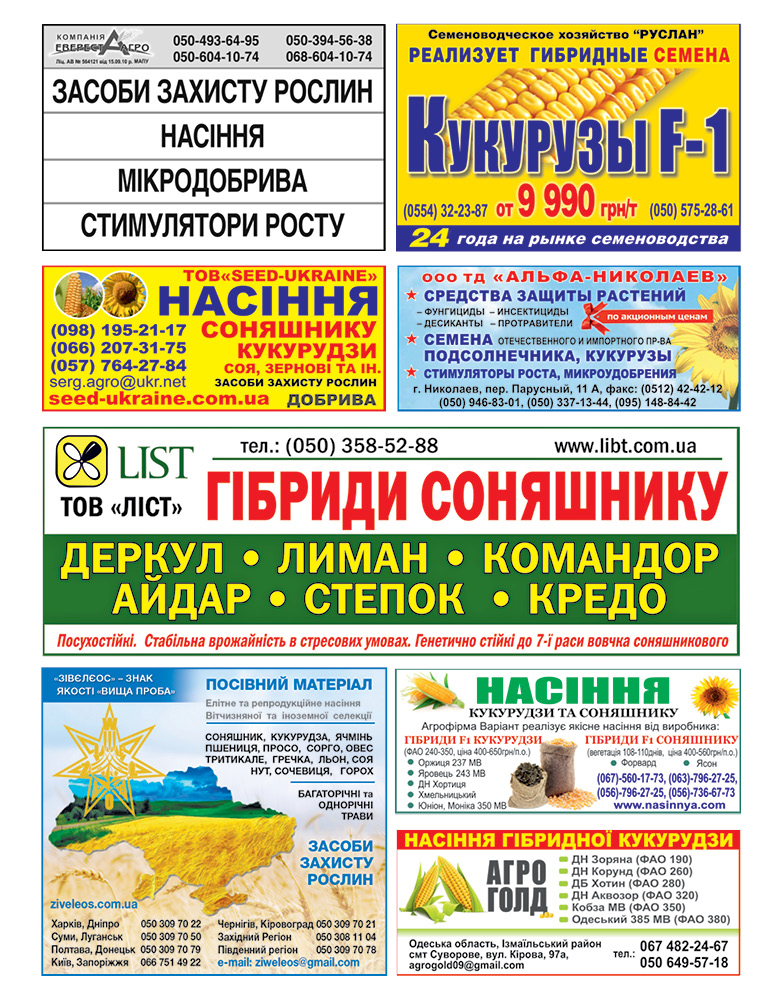 КОМПАНІЯ
ЕВЕРЕСТ АГРО
Ліц. АВ № 564121 від 15.09.10 р. МАПУ
050-493-64-95 050-394-56-38
050-604-10-74 068-604-10-74
ЗАСОБИ ЗАХИСТУ РОСЛИН
НАСІННЯ
МІКРОДОБРИВА
СТИМУЛЯТОРИ РОСТУ
Семеноводческое хозяйство “РУСЛАН”
РЕАЛИЗУЕТ ГИБРИДНЫЕ СЕМЕНА
Кукурузы F-1
(0554) 32-23-87 от 9 990 грн/т (050) 575-28-61
24 года на рынке семеноводства
ТОВ«SEED-UKRAINE»
НАСІННЯ
(098) 195-21-17 СОНЯШНИКУ
(066) 207-31-75 КУКУРУДЗИ
(057) 764-27-84 СОЯ, ЗЕРНОВІ ТА ІН.
serg.agro@ukr.net ЗАСОБИ ЗАХИСТУ РОСЛИН
seed-ukraine.com.ua ДОБРИВА
ООО ТД «АЛЬФА-НИКОЛАЕВ»
СРЕДСТВА ЗАЩИТЫ РАСТЕНИЙ
– ФУНГИЦИДЫ – ИНСЕКТИЦИДЫ
– ДЕСИКАНТЫ – ПРОТРАВИТЕЛИ
по акционным ценам
СЕМЕНА ОТЕЧЕСТВЕННОГО И ИМПОРТНОГО ПР-ВА
ПОДСОЛНЕЧНИКА, КУКУРУЗЫ
СТИМУЛЯТОРЫ РОСТА, МИКРОУДОБРЕНИЯ
г. Николаев, пер. Парусный, 11 А, факс: (0512) 42-42-12
(050) 946-83-01, (050) 337-13-44, (095) 148-84-42
LIST
ТОВ «ЛІСТ»
тел.: (050) 358-52-88 www.libt.com.ua
ГІБРИДИ СОНЯШНИКУ
ДЕРКУЛ • ЛИМАН • КОМАНДОР
АЙДАР • СТЕПОК • КРЕДО
Посухостійкі. Стабільна врожайність в стресових умовах. Генетично стійкі до 7-ї раси вовчка соняшникового
«ЗІВЄЛЄОС» – ЗНАК
ЯКОСТІ «ВИЩА ПРОБА»
ПОСІВНИЙ МАТЕРІАЛ
Елітне та репродукційне насіння
Вітчизняної та іноземної селекції
СОНЯШНИК, КУКУРУДЗА, ЯЧМІНЬ
ПШЕНИЦЯ, ПРОСО, СОРГО, ОВЕС
ТРИТИКАЛЕ, ГРЕЧКА, ЛЬОН, СОЯ
НУТ, СОЧЕВИЦЯ, ГОРОХ
БАГАТОРІЧНІ та
ОДНОРІЧНІ
ТРАВИ
ЗАСОБИ
ЗАХИСТУ
РОСЛИН
ziveleos.com.ua
Харків, Дніпро 050 309 70 22 Чернігів, Кіровоград 050 309 70 21
Суми, Луганськ 050 309 70 50 Західний Регіон 050 308 11 04
Полтава, Донецьк 050 309 70 79 Південний регіон 050 309 70 78
Київ, Запоріжжя 066 751 49 22 e-mail: ziweleos@gmail.com
НАСІННЯ
КУКУРУДЗИ ТА СОНЯШНИКУ
Агрофірма Варіант реалізує якісне насіння від виробника:
ГІБРИДИ F1 КУКУРУДЗИ ГІБРИДИ F1 СОНЯШНИКУ
(ФАО 240-350, ціна 400-650грн/п.о.) (вегетація 108-110днів, ціна 400-560грн/п.о.)
• Оржиця 237 МВ • Форвард • Ясон
• Яровець 243 МВ
• ДН Хортиця
• Хмельницький
• Юніон, Моніка 350 МВ
(067)-560-17-73, (063)-796-27-25,
(056)-796-27-25, (056)-736-67-73
www.nasinnya.com
НАСІННЯ ГІБРИДНОЇ КУКУРУДЗИ
АГРО
ГОЛД
ДН Зоряна (ФАО 190)
ДН Корунд (ФАО 260)
ДБ Хотин (ФАО 280)
ДН Аквозор (ФАО 320)
Кобза МВ (ФАО 350)
Одеський 385 МВ (ФАО 380)
Одеська область, Ізмаїльський район
смт Суворове, вул. Кірова, 97а,
agrogold09@gmail.com
тел.: 067 482-24-67
050 649-57-18